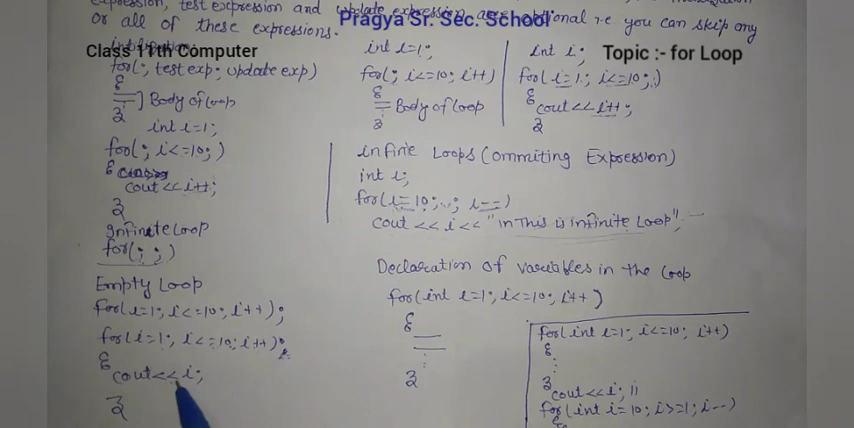 expression, test expression and update expression are optional i.e you can skip any
or all of these expressions.
Pragya Sr. Sec. School
Class 11th Computer
Topic :- for Loop
for(; test exp; update exp)
{
] Body of loop
}
int i=1;
for(; i<=10; )
{
cout << i++;
}
Infinite Loop
for(; ; )
Empty Loop
for(i=1; i<=10; i++);
for(i=1; i<=10; i++);
{
cout<<i;
}
int i=1;
for(; i<=10; i++)
{
= Body of loop
}
int i;
for(i=1; i<=10; )
{
cout << i++;
}
infine Loops (Ommiting Expression)
int i;
for(i=10; ; i--)
cout << i << "\n This is infinite Loop";
Declaration of variables in the Loop
for(int i=1; i<=10; i++)
{
}
for(int i=1; i<=10; i++)
{
}
cout<<i; 11
for(int i=10; i>=1; i--)
{